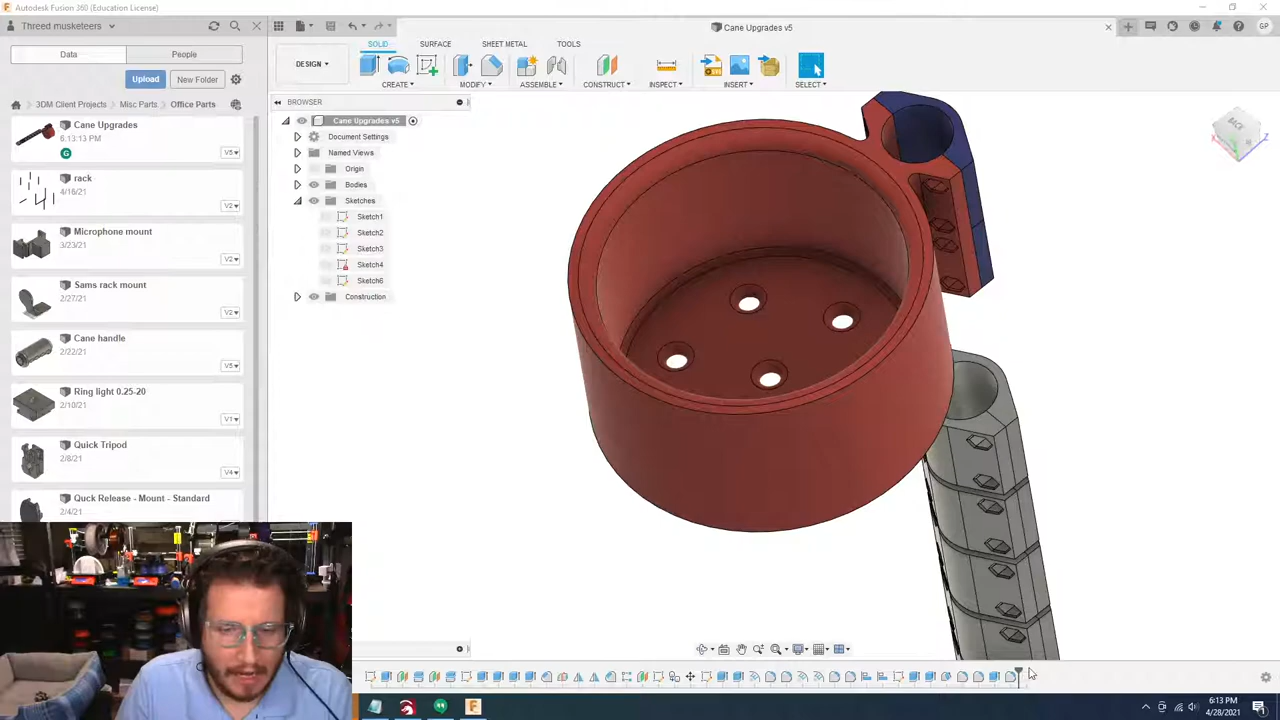 Autodesk Fusion 360 (Education License)
Threed musketeers
Cane Upgrades v5
GP
Data
People
SOLID
SURFACE
SHEET METAL
TOOLS
DESIGN
Upload
New Folder
CREATE
MODIFY
ASSEMBLE
CONSTRUCT
INSPECT
INSERT
SELECT
3DM Client Projects
Misc Parts
Office Parts
BROWSER
Cane Upgrades
6:13:13 PM
G
V5
rack
4/16/21
V2
Microphone mount
3/23/21
V2
Sams rack mount
2/27/21
V2
Cane handle
2/22/21
V5
Ring light 0.25-20
2/10/21
V1
Quick Tripod
2/8/21
V4
Quck Release - Mount - Standard
2/4/21
Cane Upgrades v5
Document Settings
Named Views
Origin
Bodies
Sketches
Sketch1
Sketch2
Sketch3
Sketch4
Sketch6
Construction
BACK
6:13 PM
4/28/2021